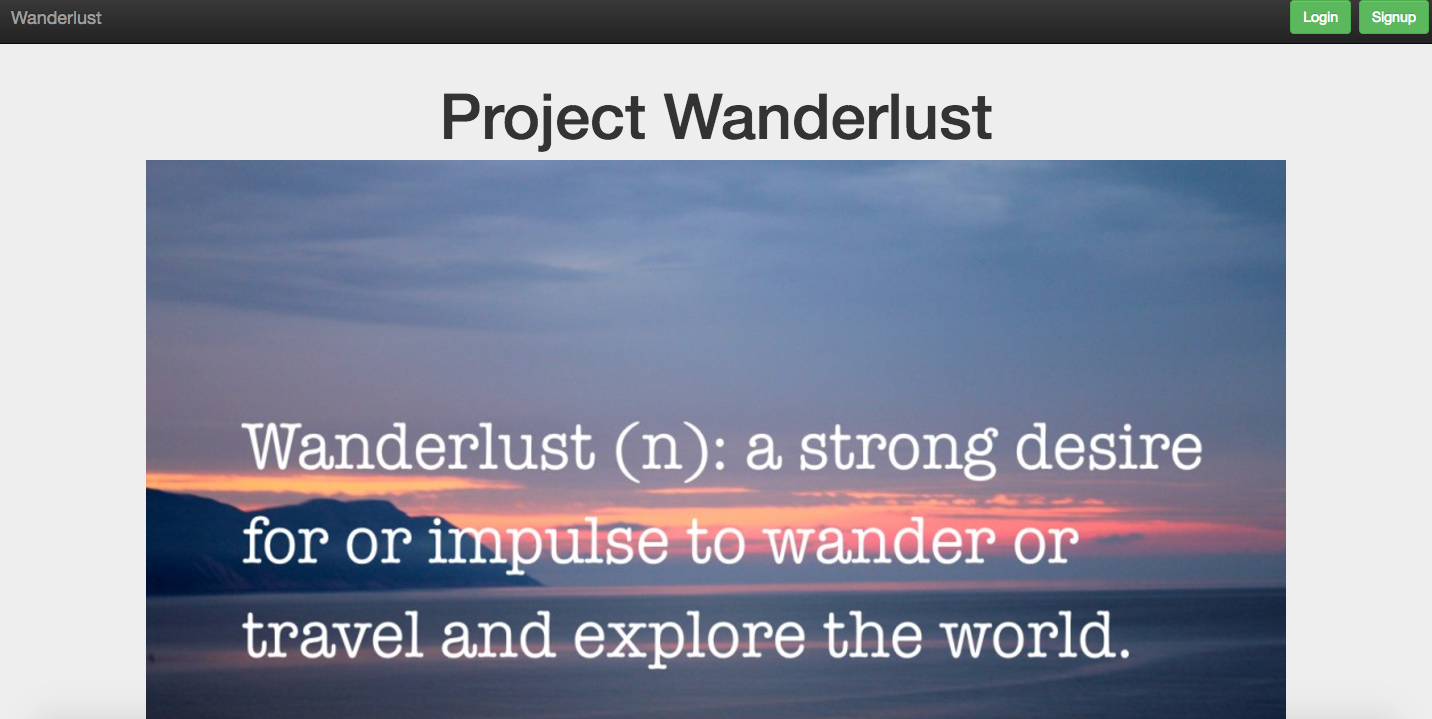 Wanderlust
Login
Signup
Project Wanderlust
Wanderlust (n): a strong desire
for or impulse to wander or
travel and explore the world.